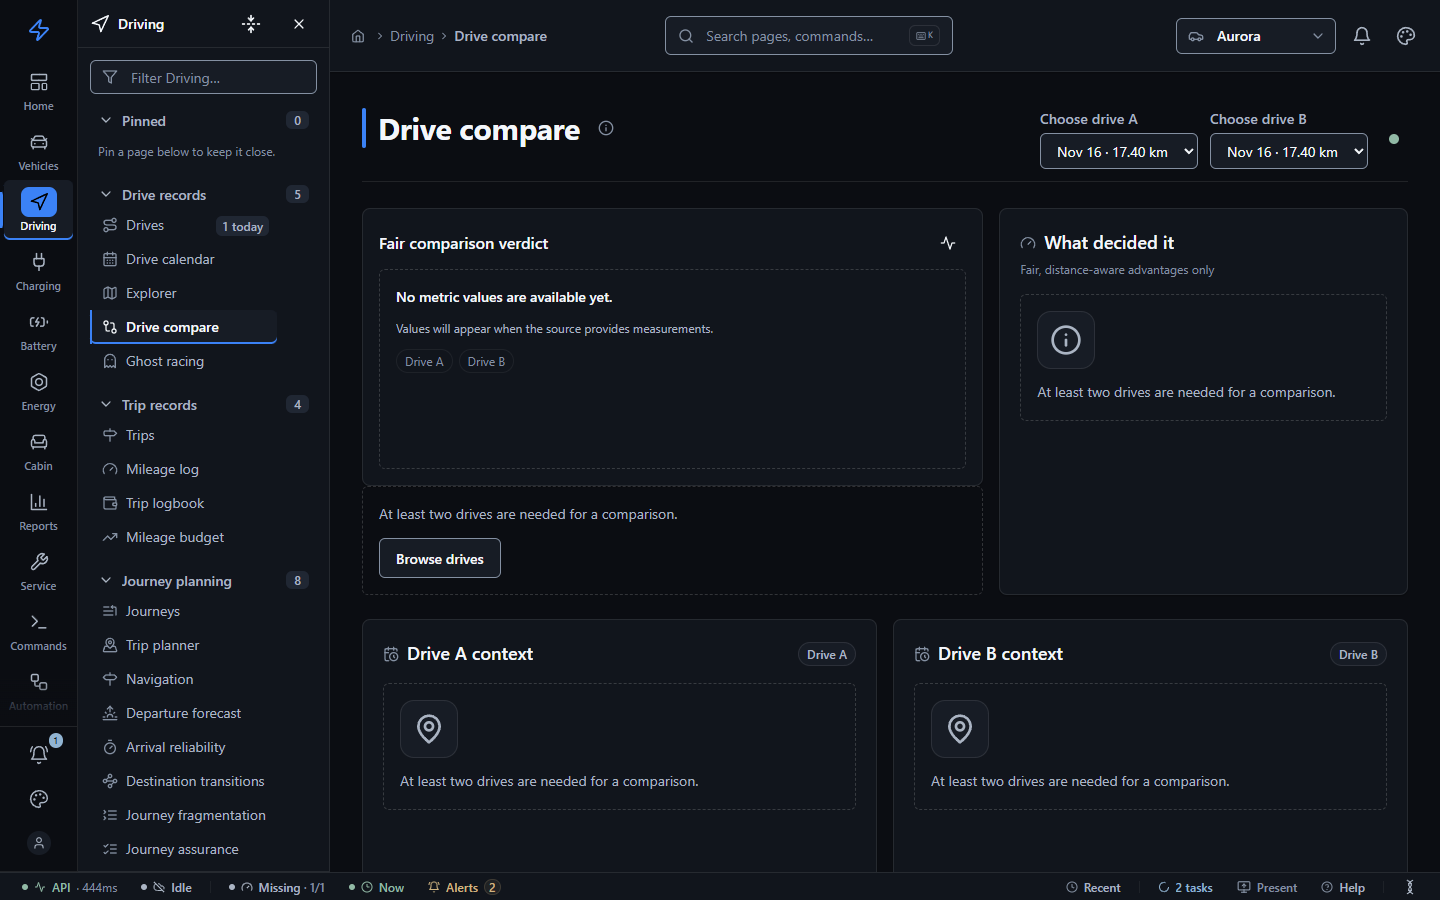 Driving
Driving
Drive compare
Search pages, commands...
K
Aurora
Home
Vehicles
Driving
Charging
Battery
Energy
Cabin
Reports
Service
Commands
Automation
1
Filter Driving...
Pinned
0
Pin a page below to keep it close.
Drive records
5
Drives
1 today
Drive calendar
Explorer
Drive compare
Ghost racing
Trip records
4
Trips
Mileage log
Trip logbook
Mileage budget
Journey planning
8
Journeys
Trip planner
Navigation
Departure forecast
Arrival reliability
Destination transitions
Journey fragmentation
Journey assurance
Drive compare
Choose drive A
Nov 16 · 17.40 km
Choose drive B
Nov 16 · 17.40 km
Fair comparison verdict
No metric values are available yet.
Values will appear when the source provides measurements.
Drive A
Drive B
At least two drives are needed for a comparison.
Browse drives
What decided it
Fair, distance-aware advantages only
At least two drives are needed for a comparison.
Drive A context
Drive A
At least two drives are needed for a comparison.
Drive B context
Drive B
At least two drives are needed for a comparison.
API · 444ms
Idle
Missing · 1/1
Now
Alerts 2
Recent
2 tasks
Present
Help